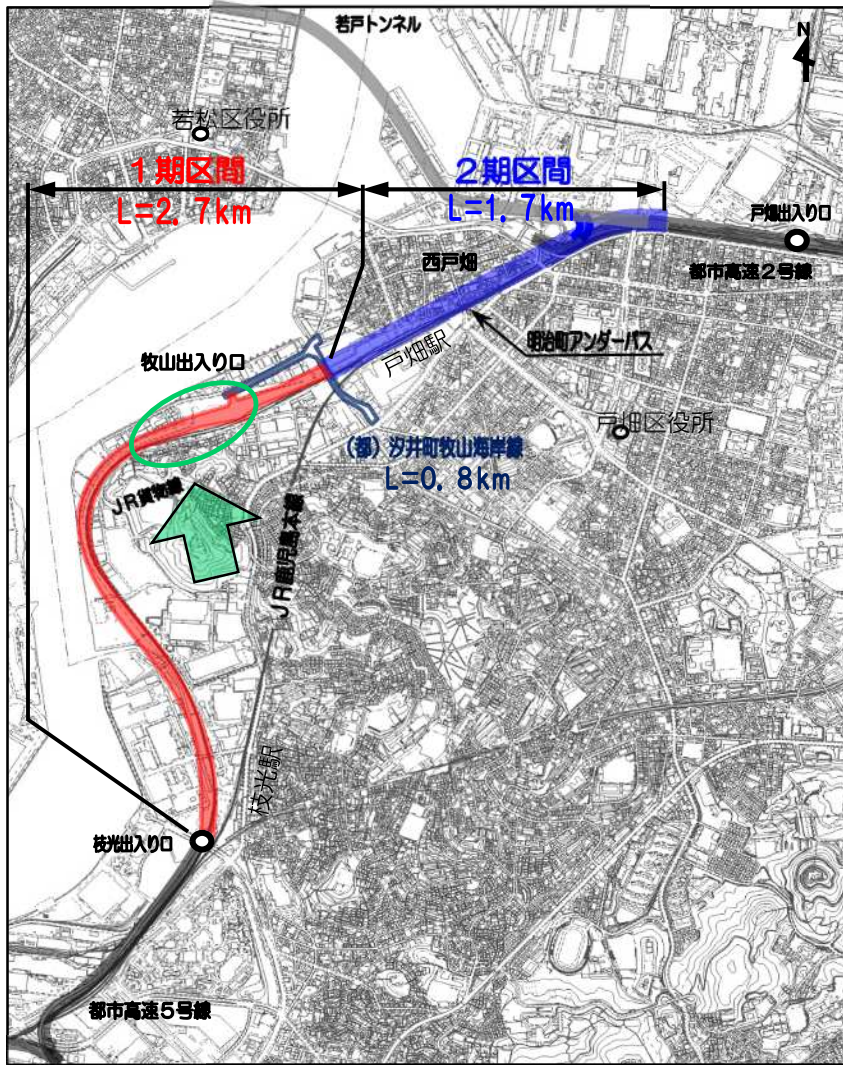 若戸トンネル
N
若松区役所
1期区間
L=2.7km
2期区間
L=1.7km
戸畑出入り口
都市高速2号線
西戸畑
明治町アンダーパス
戸畑駅
牧山出入り口
戸畑区役所
(都)汐井町牧山海岸線
L=0.8km
JR貨物線
JR鹿児島本線
枝光駅
枝光出入り口
都市高速5号線